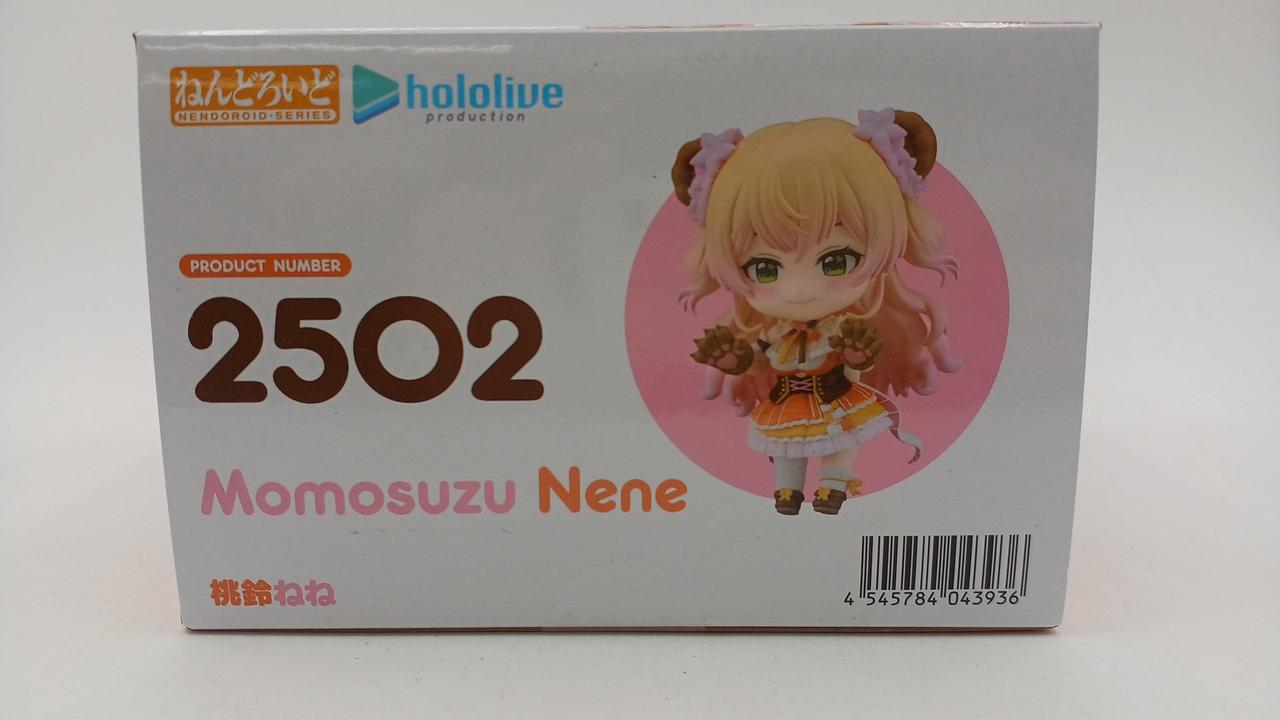 ねんどろいど
NENDOROID·SERIES
hololive
production
PRODUCT NUMBER
2502
Momosuzu Nene
桃鈴ねね
4 545784 043936